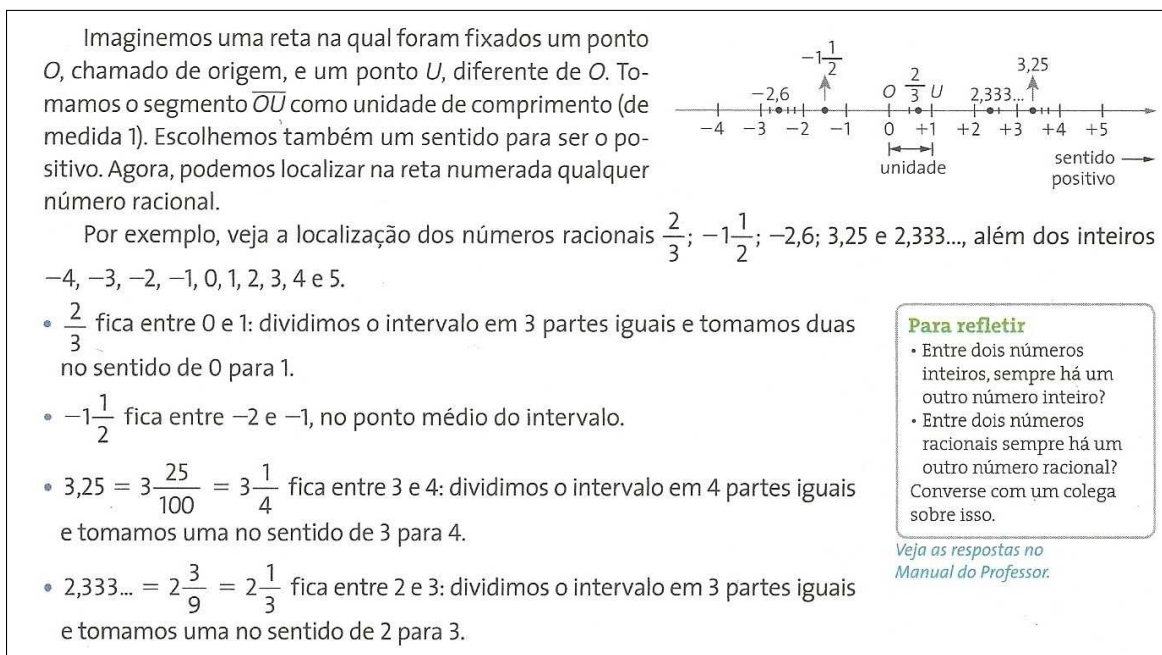 Imaginemos uma reta na qual foram fixados um ponto
O, chamado de origem, e um ponto U, diferente de O. To-
mamos o segmento \overline{OU} como unidade de comprimento (de
medida 1). Escolhemos também um sentido para ser o po-
sitivo. Agora, podemos localizar na reta numerada qualquer
número racional.
−1 1/2
3,25
−2,6
O 2/3 U
2,333...
−4 −3 −2 −1 0 +1 +2 +3 +4 +5
unidade
sentido
positivo
Por exemplo, veja a localização dos números racionais 2/3; −1 1/2; −2,6; 3,25 e 2,333..., além dos inteiros
−4, −3, −2, −1, 0, 1, 2, 3, 4 e 5.
• 2/3 fica entre 0 e 1: dividimos o intervalo em 3 partes iguais e tomamos duas
no sentido de 0 para 1.
• −1 1/2 fica entre −2 e −1, no ponto médio do intervalo.
• 3,25 = 3 25/100 = 3 1/4 fica entre 3 e 4: dividimos o intervalo em 4 partes iguais
e tomamos uma no sentido de 3 para 4.
• 2,333... = 2 3/9 = 2 1/3 fica entre 2 e 3: dividimos o intervalo em 3 partes iguais
e tomamos uma no sentido de 2 para 3.
Para refletir
• Entre dois números
inteiros, sempre há um
outro número inteiro?
• Entre dois números
racionais sempre há um
outro número racional?
Converse com um colega
sobre isso.
Veja as respostas no
Manual do Professor.